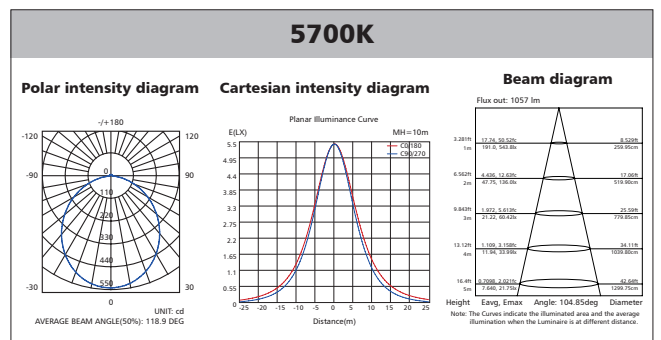 5700K
Polar intensity diagram
-/+180
-120
120
-90
90
0
110
220
330
440
550
-30
30
0
UNIT: cd
AVERAGE BEAM ANGLE(50%): 118.9 DEG
Cartesian intensity diagram
Planar Illuminance Curve
E(LX)
MH=10m
C0/180
C90/270
5.5
4.95
4.4
3.85
3.3
2.75
2.2
1.65
1.1
0.55
0
-25 -20 -15 -10 -5 0 5 10 15 20 25
Distance(m)
Beam diagram
Flux out: 1057 lm
3.281ft 17.74, 50.52fc 8.529ft
1m 191.0, 543.8lx 259.95cm
6.562ft 4.436, 12.63fc 17.06ft
2m 47.75, 136.0lx 519.90cm
9.843ft 1.972, 5.613fc 25.59ft
3m 21.22, 60.42lx 779.85cm
13.12ft 1.109, 3.158fc 34.11ft
4m 11.94, 33.99lx 1039.80cm
16.4ft 0.7098, 2.021fc 42.64ft
5m 7.640, 21.75lx 1299.75cm
Height Eavg, Emax Angle: 104.85deg Diameter
Note: The Curves indicate the illuminated area and the average
illumination when the Luminaire is at different distance.